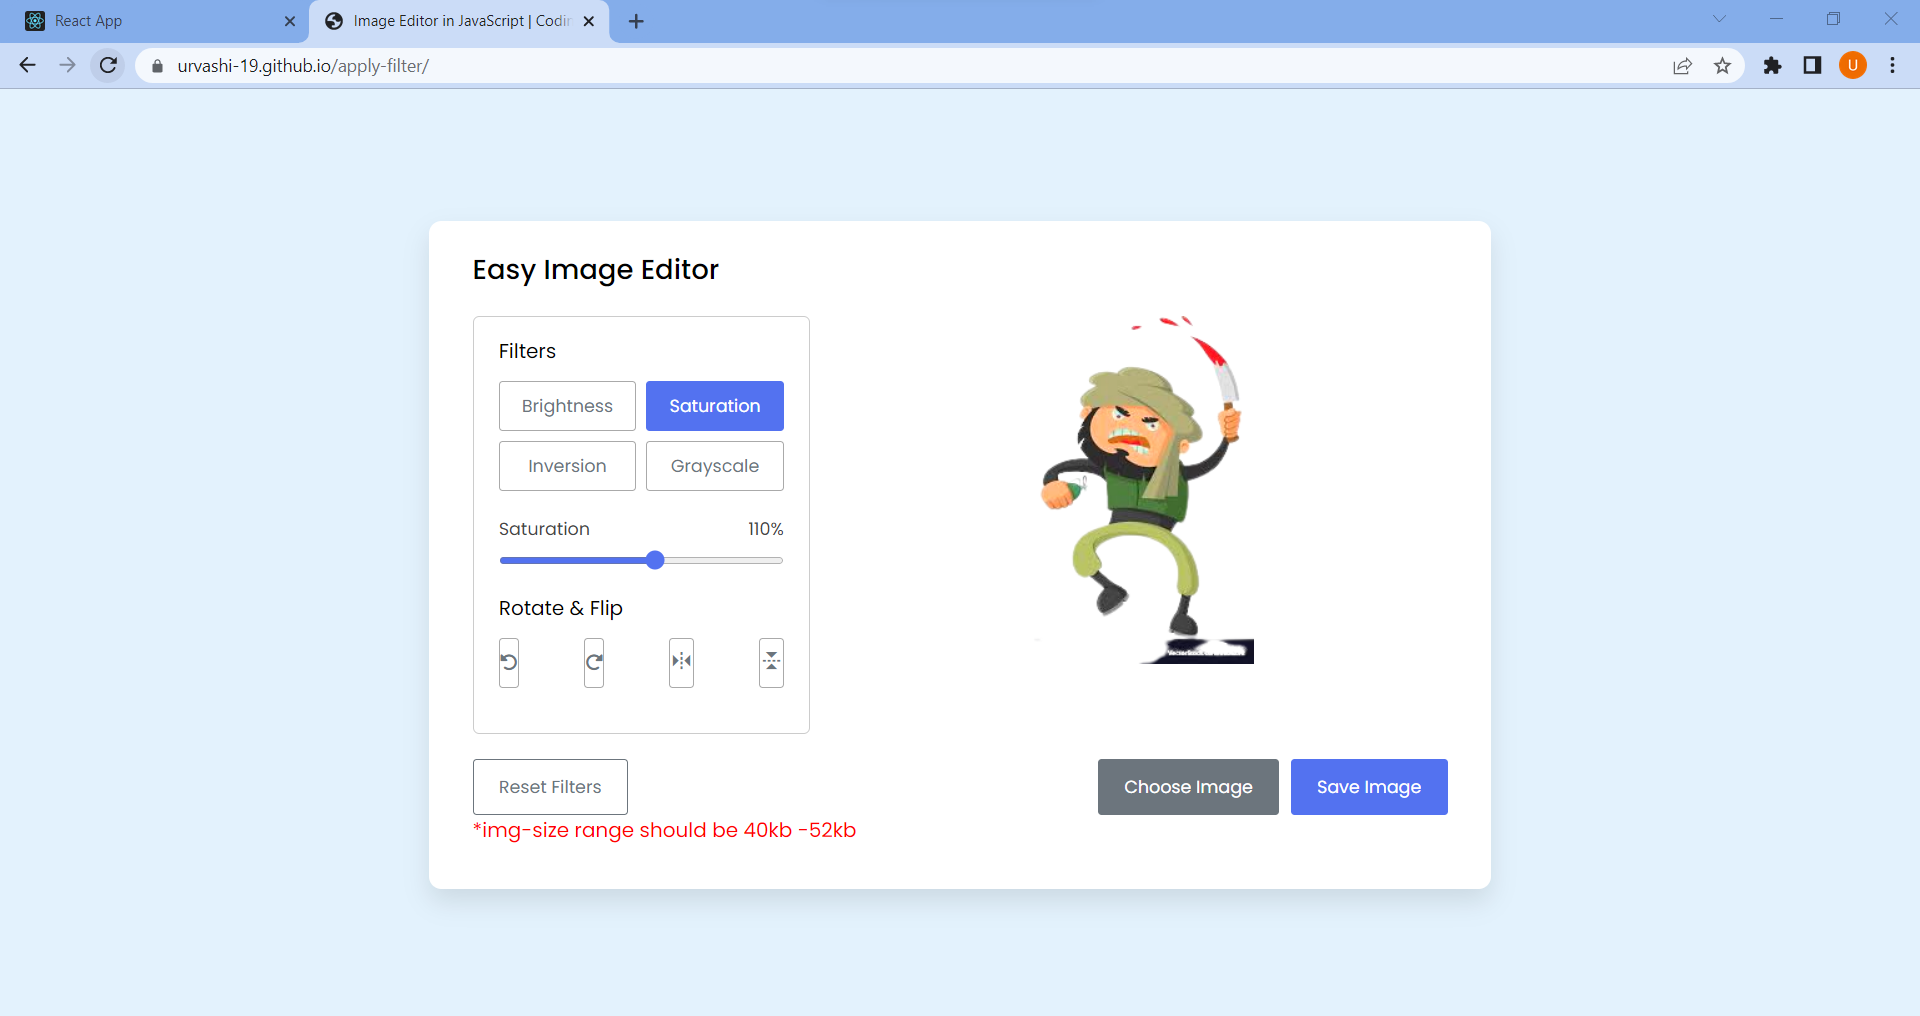 React App
Image Editor in JavaScript | Codin
urvashi-19.github.io/apply-filter/
U
Easy Image Editor
Filters
Brightness Saturation
Inversion Grayscale
Saturation 110%
Rotate & Flip
Reset Filters Choose Image Save Image
*img-size range should be 40kb -52kb